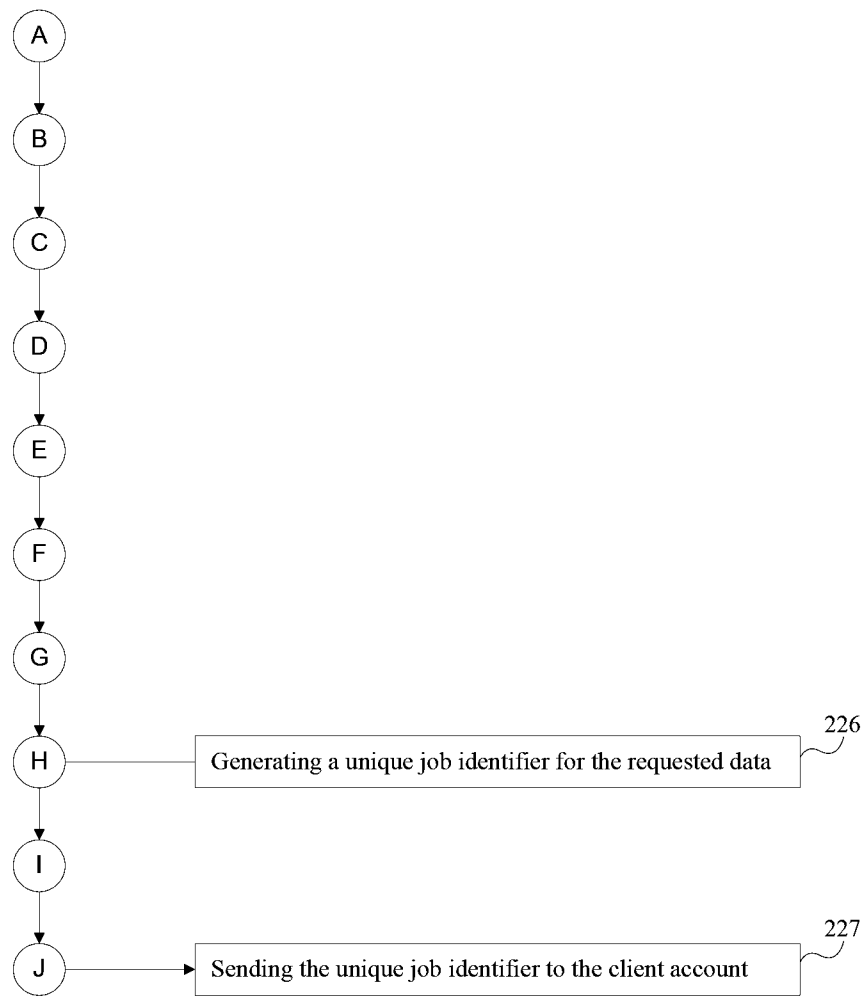 A
B
C
D
E
F
G
226
H
Generating a unique job identifier for the requested data
I
227
J
Sending the unique job identifier to the client account